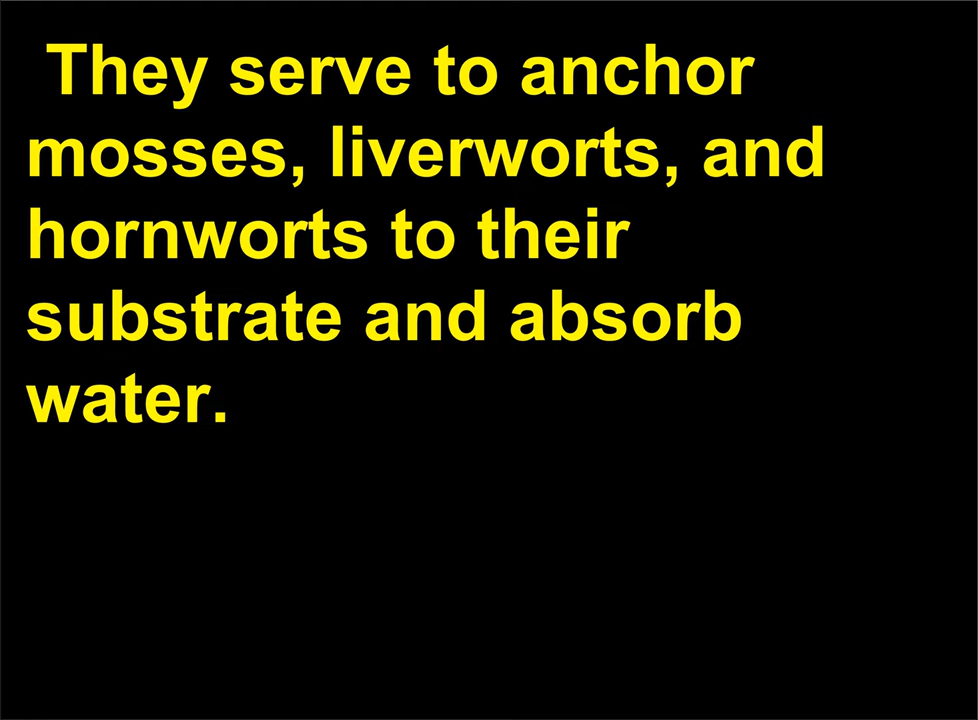 They serve to anchor
mosses, liverworts, and
hornworts to their
substrate and absorb
water.